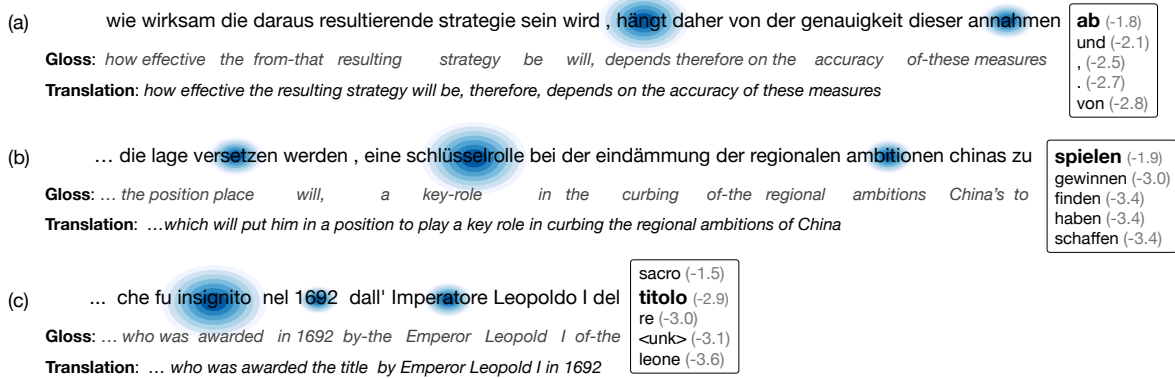 (a) wie wirksam die daraus resultierende strategie sein wird , hängt daher von der genauigkeit dieser annahmen
Gloss: how effective the from-that resulting strategy be will, depends therefore on the accuracy of-these measures
Translation: how effective the resulting strategy will be, therefore, depends on the accuracy of these measures
ab (-1.8)
und (-2.1)
, (-2.5)
. (-2.7)
von (-2.8)
(b) ... die lage versetzen werden , eine schlüsselrolle bei der eindämmung der regionalen ambitionen chinas zu
Gloss: ... the position place will, a key-role in the curbing of-the regional ambitions China's to
Translation: ...which will put him in a position to play a key role in curbing the regional ambitions of China
spielen (-1.9)
gewinnen (-3.0)
finden (-3.4)
haben (-3.4)
schaffen (-3.4)
(c) ... che fu insignito nel 1692 dall' Imperatore Leopoldo I del
Gloss: ... who was awarded in 1692 by-the Emperor Leopold I of-the
Translation: ... who was awarded the title by Emperor Leopold I in 1692
sacro (-1.5)
titolo (-2.9)
re (-3.0)
<unk> (-3.1)
leone (-3.6)